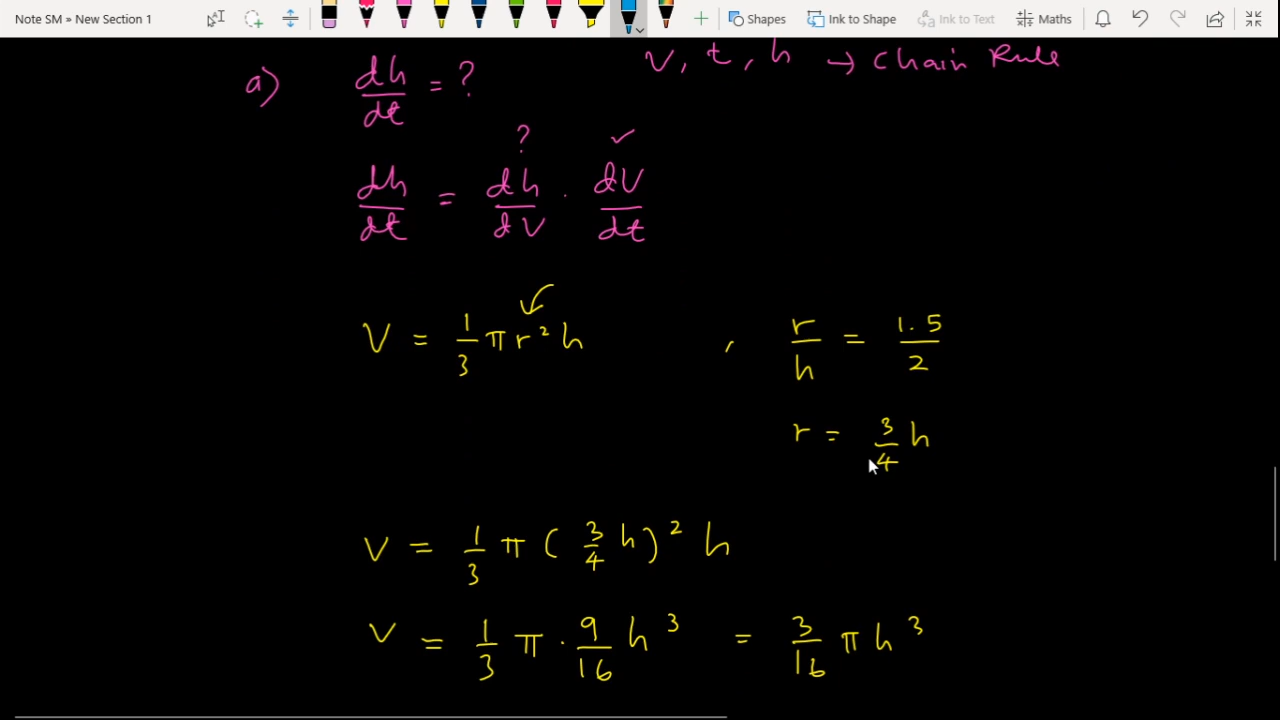 Note SM » New Section 1
Shapes Ink to Shape Ink to Text Maths
a) dh/dt = ? V, t, h → Chain Rule
? ✓
dh/dt = dh/dV · dV/dt
V = 1/3 π r² h , r/h = 1.5/2
r = 3/4 h
V = 1/3 π ( 3/4 h )² h
V = 1/3 π · 9/16 h³ = 3/16 π h³